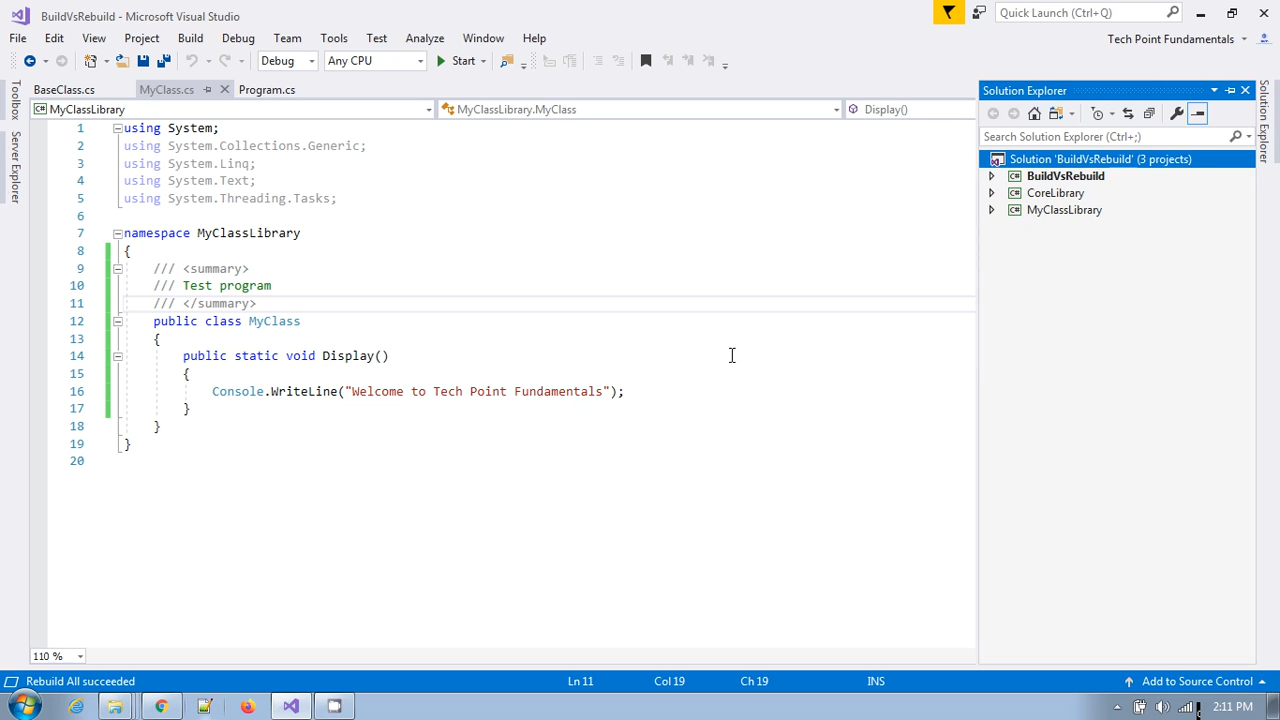 BuildVsRebuild - Microsoft Visual Studio
Quick Launch (Ctrl+Q)
File Edit View Project Build Debug Team Tools Test Analyze Window Help
Tech Point Fundamentals
Debug Any CPU Start
BaseClass.cs MyClass.cs Program.cs
MyClassLibrary MyClassLibrary.MyClass Display()
Toolbox
Server Explorer
1 using System;
2 using System.Collections.Generic;
3 using System.Linq;
4 using System.Text;
5 using System.Threading.Tasks;
6
7 namespace MyClassLibrary
8 {
9 /// <summary>
10 /// Test program
11 /// </summary>
12 public class MyClass
13 {
14 public static void Display()
15 {
16 Console.WriteLine("Welcome to Tech Point Fundamentals");
17 }
18 }
19 }
20
110 %
Solution Explorer
Search Solution Explorer (Ctrl+;)
Solution 'BuildVsRebuild' (3 projects)
BuildVsRebuild
CoreLibrary
MyClassLibrary
Solution Explorer
Rebuild All succeeded Ln 11 Col 19 Ch 19 INS Add to Source Control
2:11 PM